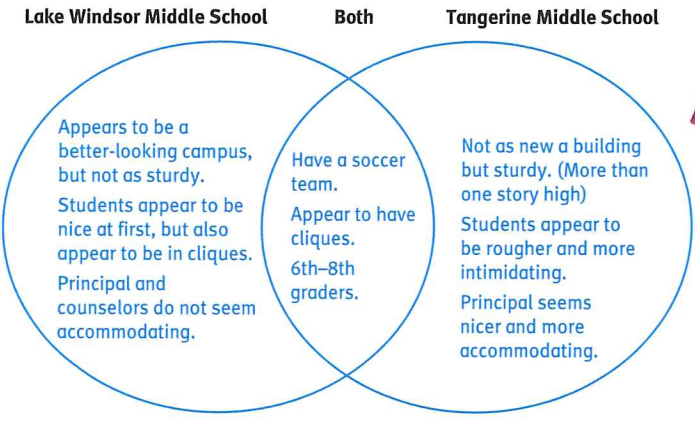 Lake Windsor Middle School
Both
Tangerine Middle School
Appears to be a
better-looking campus,
but not as sturdy.
Students appear to be
nice at first, but also
appear to be in cliques.
Principal and
counselors do not seem
accommodating.
Have a soccer
team.
Appear to have
cliques.
6th–8th
graders.
Not as new a building
but sturdy. (More than
one story high)
Students appear to
be rougher and more
intimidating.
Principal seems
nicer and more
accommodating.